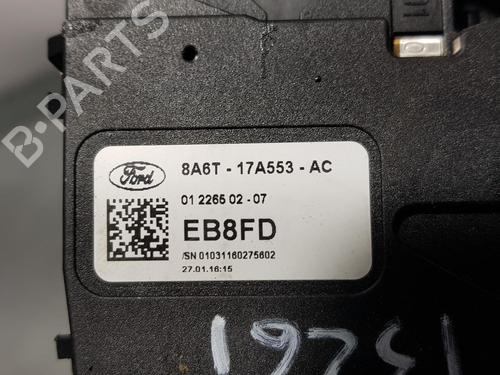 B-PARTS
Ford
8A6T - 17A553 - AC
01 2265 02 - 07
EB8FD
/SN 01031160275602
27.01.16:15